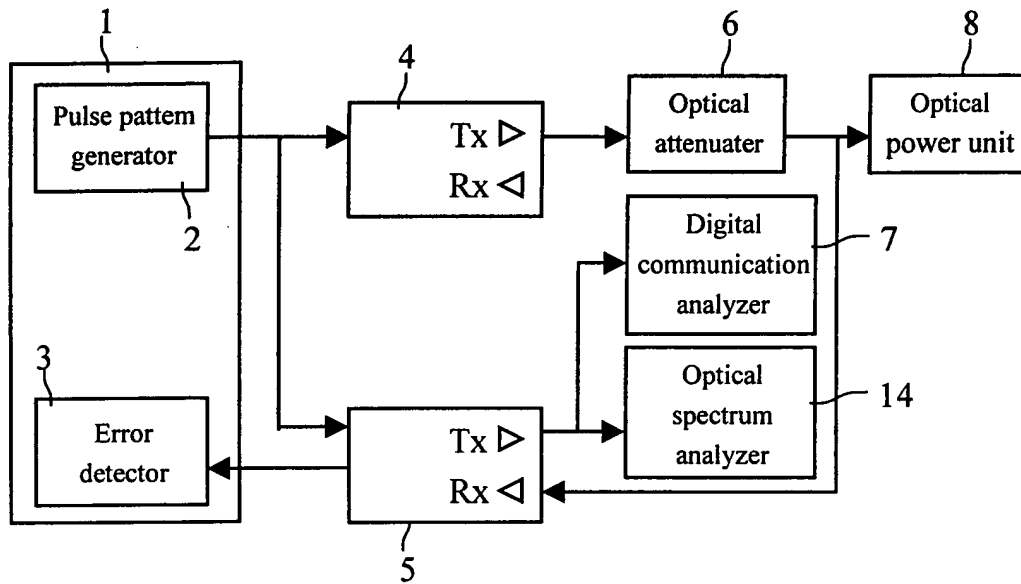 1
Pulse pattem
generator
2
3
Error
detector
4
Tx
Rx
5
Tx
Rx
6
Optical
attenuater
7
Digital
communication
analyzer
14
Optical
spectrum
analyzer
8
Optical
power unit